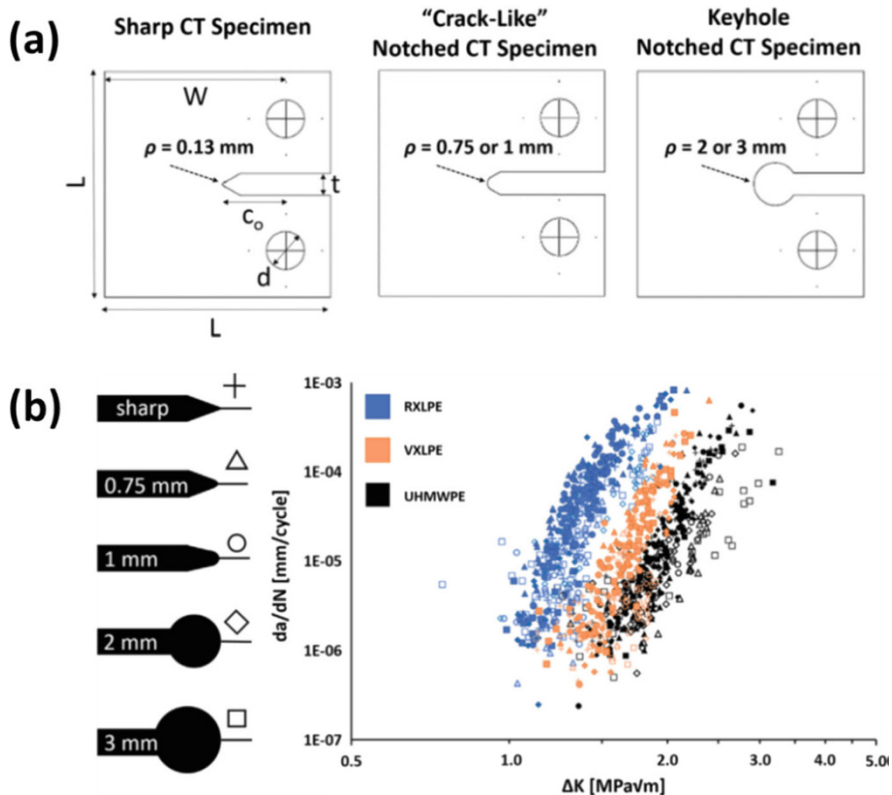 (a)
Sharp CT Specimen
“Crack-Like”
Notched CT Specimen
Keyhole
Notched CT Specimen
W
ρ = 0.13 mm
L
t
c₀
d
L
ρ = 0.75 or 1 mm
ρ = 2 or 3 mm
(b)
sharp
0.75 mm
1 mm
2 mm
3 mm
da/dN [mm/cycle]
1E-03
1E-04
1E-05
1E-06
1E-07
RXLPE
VXLPE
UHMWPE
0.5
1.0
2.0
3.0
4.0
5.00
ΔK [MPa√m]